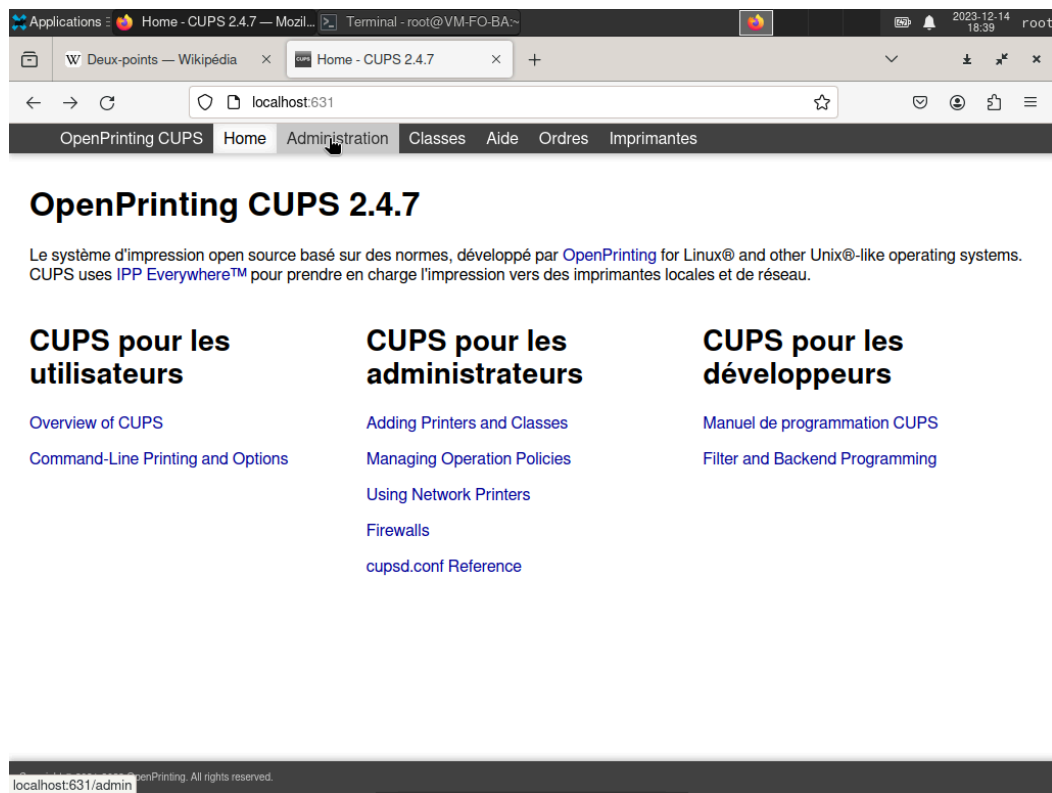 Applications
Home - CUPS 2.4.7 — Mozil...
Terminal - root@VM-FO-BA:~
2023-12-14
18:39
root
W Deux-points — Wikipédia
CUPS Home - CUPS 2.4.7
localhost:631
OpenPrinting CUPS Home Administration Classes Aide Ordres Imprimantes
OpenPrinting CUPS 2.4.7
Le système d'impression open source basé sur des normes, développé par OpenPrinting for Linux® and other Unix®-like operating systems.
CUPS uses IPP Everywhere™ pour prendre en charge l'impression vers des imprimantes locales et de réseau.
CUPS pour les
utilisateurs
Overview of CUPS
Command-Line Printing and Options
CUPS pour les
administrateurs
Adding Printers and Classes
Managing Operation Policies
Using Network Printers
Firewalls
cupsd.conf Reference
CUPS pour les
développeurs
Manuel de programmation CUPS
Filter and Backend Programming
OpenPrinting. All rights reserved.
localhost:631/admin